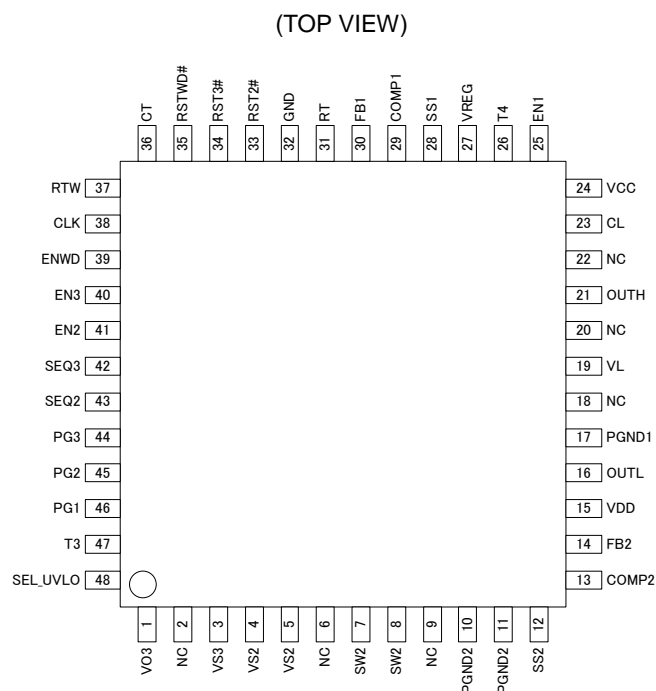 (TOP VIEW)
CT RSTWD# RST3# RST2# GND RT FB1 COMP1 SS1 VREG T4 EN1
36 35 34 33 32 31 30 29 28 27 26 25
RTW 37 24 VCC
CLK 38 23 CL
ENWD 39 22 NC
EN3 40 21 OUTH
EN2 41 20 NC
SEQ3 42 19 VL
SEQ2 43 18 NC
PG3 44 17 PGND1
PG2 45 16 OUTL
PG1 46 15 VDD
T3 47 14 FB2
SEL_UVLO 48 13 COMP2
1 2 3 4 5 6 7 8 9 10 11 12
VO3 NC VS3 VS2 VS2 NC SW2 SW2 NC PGND2 PGND2 SS2